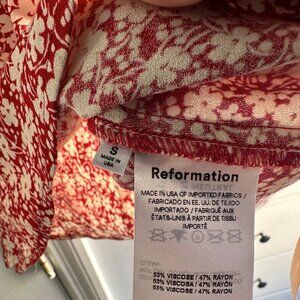 S
MADE IN
USA
Reformation
MADE IN USA OF IMPORTED FABRICS /
FABRICADO EN EE. UU. DE TEJIDO
IMPORTADO / FABRIQUÉ AUX
ÉTATS-UNIS À PARTIR DE TISSU
IMPORTÉ
53% VISCOSE / 47% RAYON
53% VISCOSA / 47% RAYON
53% VISCOSE / 47% RAYON